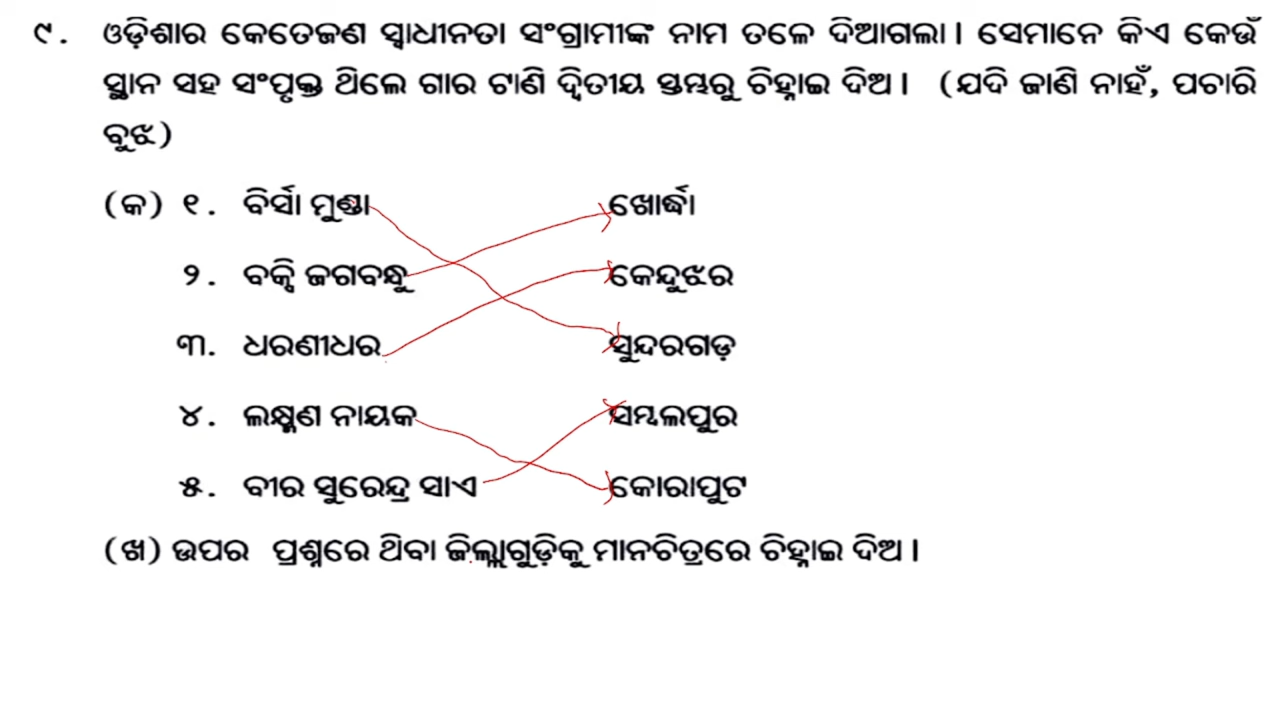 ୯. ଓଡ଼ିଶାର କେତେଜଣ ସ୍ୱାଧୀନତା ସଂଗ୍ରାମୀଙ୍କ ନାମ ତଳେ ଦିଆଗଲା। ସେମାନେ କିଏ କେଉଁ
ସ୍ଥାନ ସହ ସଂପୃକ୍ତ ଥିଲେ ଗାର ଟାଣି ଦ୍ୱିତୀୟ ସ୍ତମ୍ଭରୁ ଚିହ୍ନାଇ ଦିଅ। (ଯଦି ଜାଣି ନାହଁ, ପଚାରି
ବୁଝ)
(କ) ୧. ବିର୍ସା ମୁଣ୍ଡା ଖୋର୍ଦ୍ଧା
୨. ବକ୍ସି ଜଗବନ୍ଧୁ କେନ୍ଦୁଝର
୩. ଧରଣୀଧର ସୁନ୍ଦରଗଡ଼
୪. ଲକ୍ଷ୍ମଣ ନାୟକ ସମ୍ବଲପୁର
୫. ବୀର ସୁରେନ୍ଦ୍ର ସାଏ କୋରାପୁଟ
(ଖ) ଉପର ପ୍ରଶ୍ନରେ ଥିବା ଜିଲ୍ଲାଗୁଡ଼ିକୁ ମାନଚିତ୍ରରେ ଚିହ୍ନାଇ ଦିଅ।